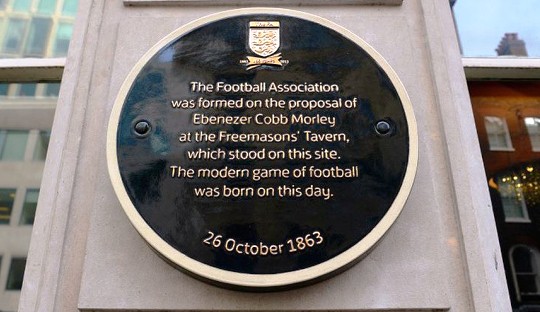 The Football Association
was formed on the proposal of
Ebenezer Cobb Morley
at the Freemasons' Tavern,
which stood on this site.
The modern game of football
was born on this day.
26 October 1863